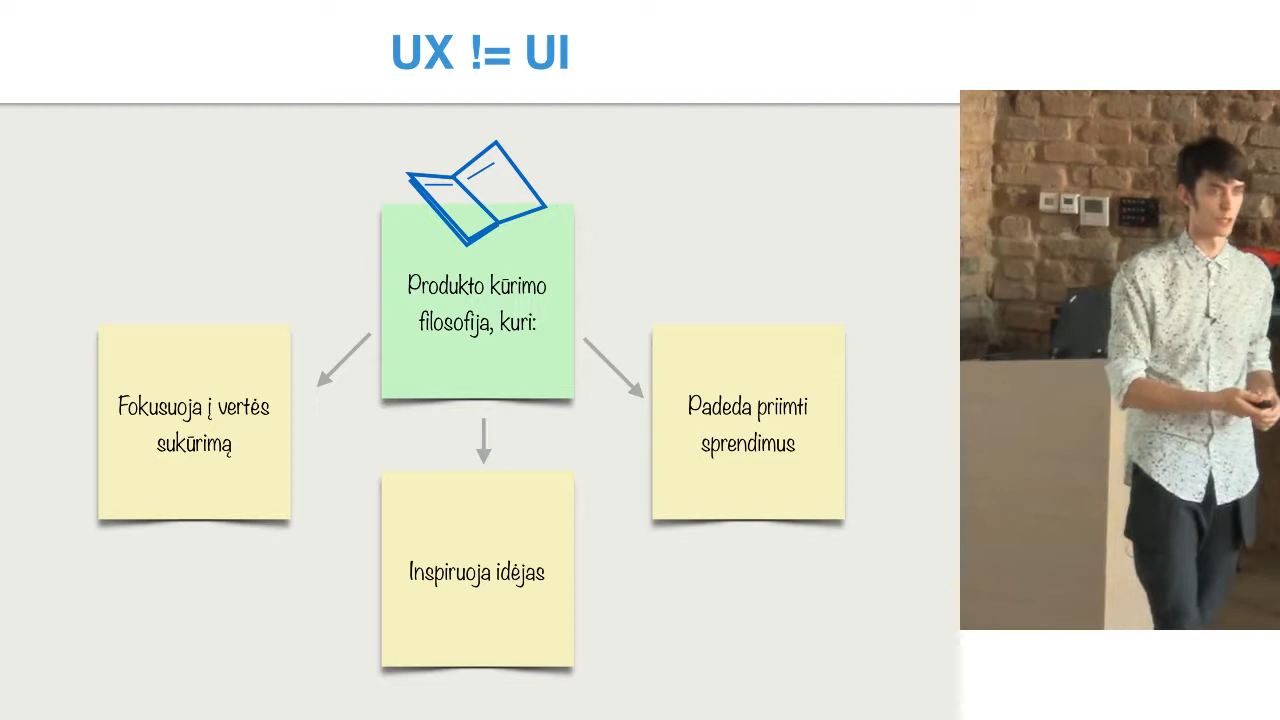 UX != UI
Produkto kūrimo
filosofija, kuri:
Fokusuoja į vertės
sukūrimą
Inspiruoja idėjas
Padeda priimti
sprendimus